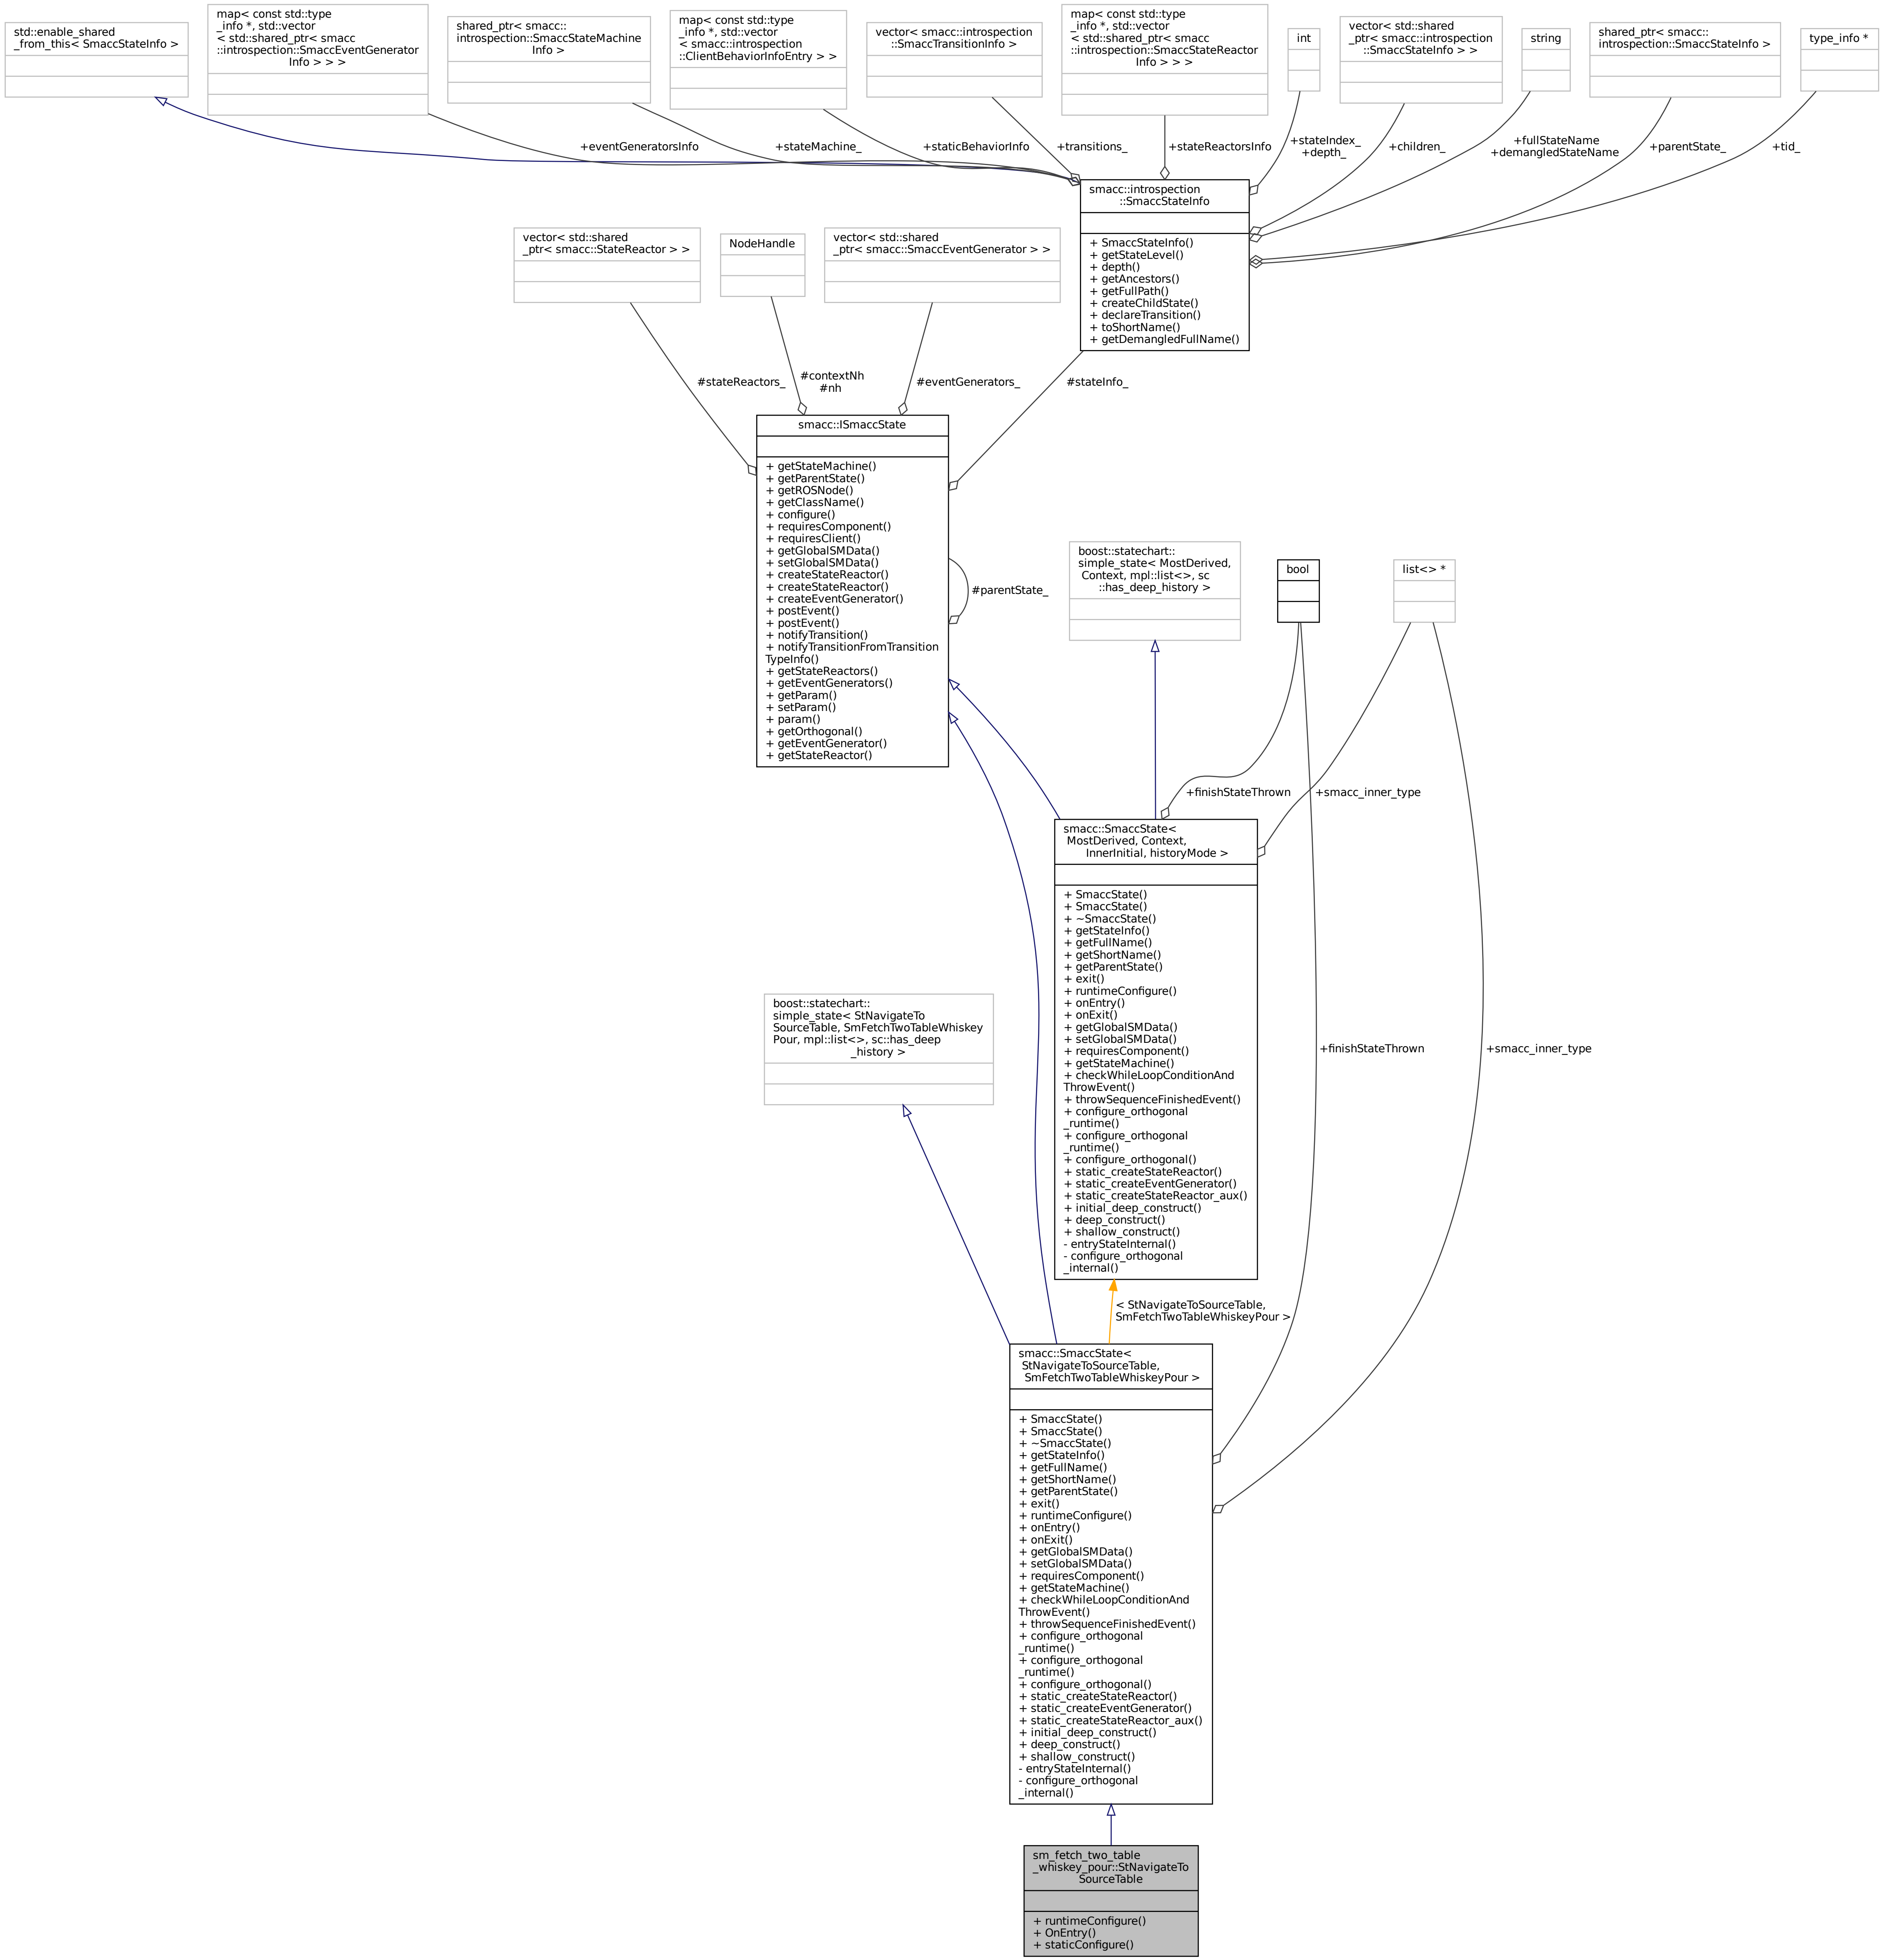 std::enable_shared
_from_this< SmaccStateInfo >
map< const std::type
_info *, std::vector
< std::shared_ptr< smacc
::introspection::SmaccEventGenerator
Info > > >
shared_ptr< smacc::
introspection::SmaccStateMachine
Info >
map< const std::type
_info *, std::vector
< smacc::introspection
::ClientBehaviorInfoEntry > >
vector< smacc::introspection
::SmaccTransitionInfo >
map< const std::type
_info *, std::vector
< std::shared_ptr< smacc
::introspection::SmaccStateReactor
Info > > >
int
vector< std::shared
_ptr< smacc::introspection
::SmaccStateInfo > >
string
shared_ptr< smacc::
introspection::SmaccStateInfo >
type_info *
+eventGeneratorsInfo
+stateMachine_
+staticBehaviorInfo
+transitions_
+stateReactorsInfo
+stateIndex_
+depth_
+children_
+fullStateName
+demangledStateName
+parentState_
+tid_
smacc::introspection
::SmaccStateInfo
+ SmaccStateInfo()
+ getStateLevel()
+ depth()
+ getAncestors()
+ getFullPath()
+ createChildState()
+ declareTransition()
+ toShortName()
+ getDemangledFullName()
vector< std::shared
_ptr< smacc::StateReactor > >
NodeHandle
vector< std::shared
_ptr< smacc::SmaccEventGenerator > >
#stateReactors_
#contextNh
#nh
#eventGenerators_
#stateInfo_
smacc::ISmaccState
+ getStateMachine()
+ getParentState()
+ getROSNode()
+ getClassName()
+ configure()
+ requiresComponent()
+ requiresClient()
+ getGlobalSMData()
+ setGlobalSMData()
+ createStateReactor()
+ createStateReactor()
+ createEventGenerator()
+ postEvent()
+ postEvent()
+ notifyTransition()
+ notifyTransitionFromTransition
TypeInfo()
+ getStateReactors()
+ getEventGenerators()
+ getParam()
+ setParam()
+ param()
+ getOrthogonal()
+ getEventGenerator()
+ getStateReactor()
#parentState_
boost::statechart::
simple_state< MostDerived,
Context, mpl::list<>, sc
::has_deep_history >
bool
list<> *
+finishStateThrown
+smacc_inner_type
smacc::SmaccState<
MostDerived, Context,
InnerInitial, historyMode >
+ SmaccState()
+ SmaccState()
+ ~SmaccState()
+ getStateInfo()
+ getFullName()
+ getShortName()
+ getParentState()
+ exit()
+ runtimeConfigure()
+ onEntry()
+ onExit()
+ getGlobalSMData()
+ setGlobalSMData()
+ requiresComponent()
+ getStateMachine()
+ checkWhileLoopConditionAnd
ThrowEvent()
+ throwSequenceFinishedEvent()
+ configure_orthogonal
_runtime()
+ configure_orthogonal
_runtime()
+ configure_orthogonal()
+ static_createStateReactor()
+ static_createEventGenerator()
+ static_createStateReactor_aux()
+ initial_deep_construct()
+ deep_construct()
+ shallow_construct()
- entryStateInternal()
- configure_orthogonal
_internal()
boost::statechart::
simple_state< StNavigateTo
SourceTable, SmFetchTwoTableWhiskey
Pour, mpl::list<>, sc::has_deep
_history >
+finishStateThrown
+smacc_inner_type
< StNavigateToSourceTable,
SmFetchTwoTableWhiskeyPour >
smacc::SmaccState<
StNavigateToSourceTable,
SmFetchTwoTableWhiskeyPour >
+ SmaccState()
+ SmaccState()
+ ~SmaccState()
+ getStateInfo()
+ getFullName()
+ getShortName()
+ getParentState()
+ exit()
+ runtimeConfigure()
+ onEntry()
+ onExit()
+ getGlobalSMData()
+ setGlobalSMData()
+ requiresComponent()
+ getStateMachine()
+ checkWhileLoopConditionAnd
ThrowEvent()
+ throwSequenceFinishedEvent()
+ configure_orthogonal
_runtime()
+ configure_orthogonal
_runtime()
+ configure_orthogonal()
+ static_createStateReactor()
+ static_createEventGenerator()
+ static_createStateReactor_aux()
+ initial_deep_construct()
+ deep_construct()
+ shallow_construct()
- entryStateInternal()
- configure_orthogonal
_internal()
sm_fetch_two_table
_whiskey_pour::StNavigateTo
SourceTable
+ runtimeConfigure()
+ OnEntry()
+ staticConfigure()